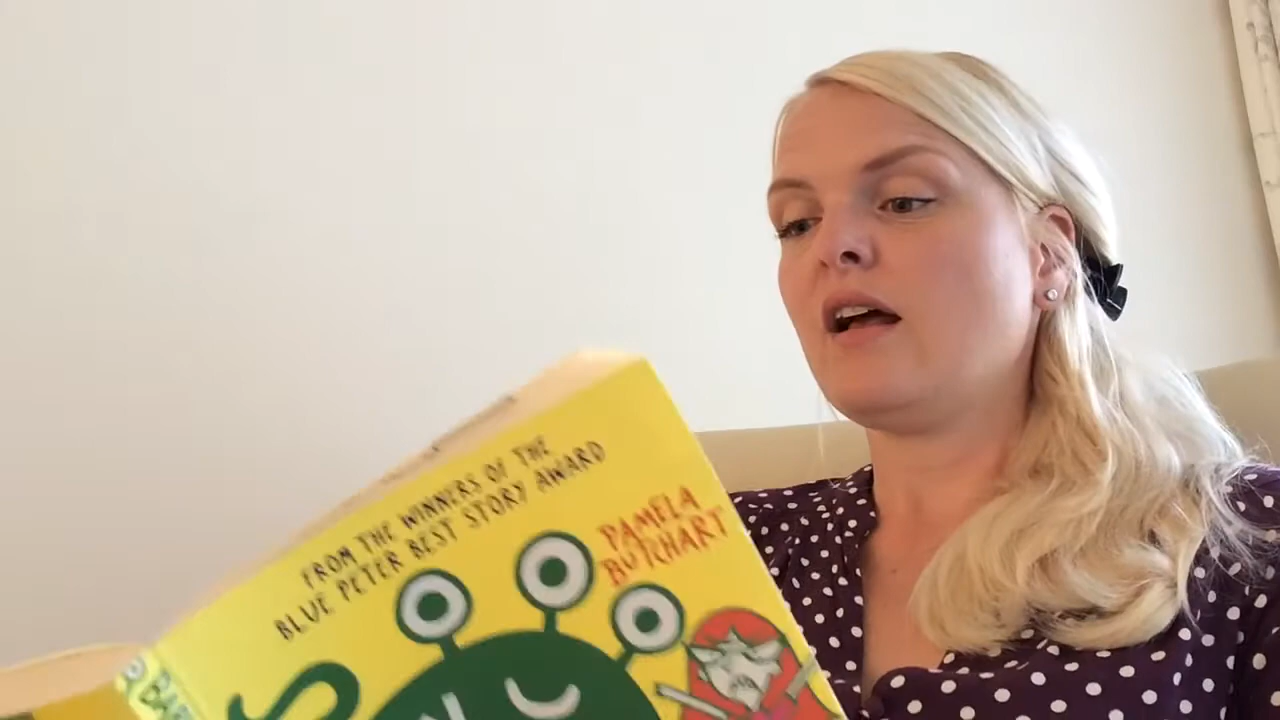 FROM THE WINNERS OF THE
BLUE PETER BEST STORY AWARD
PAMELA
BUTCHART